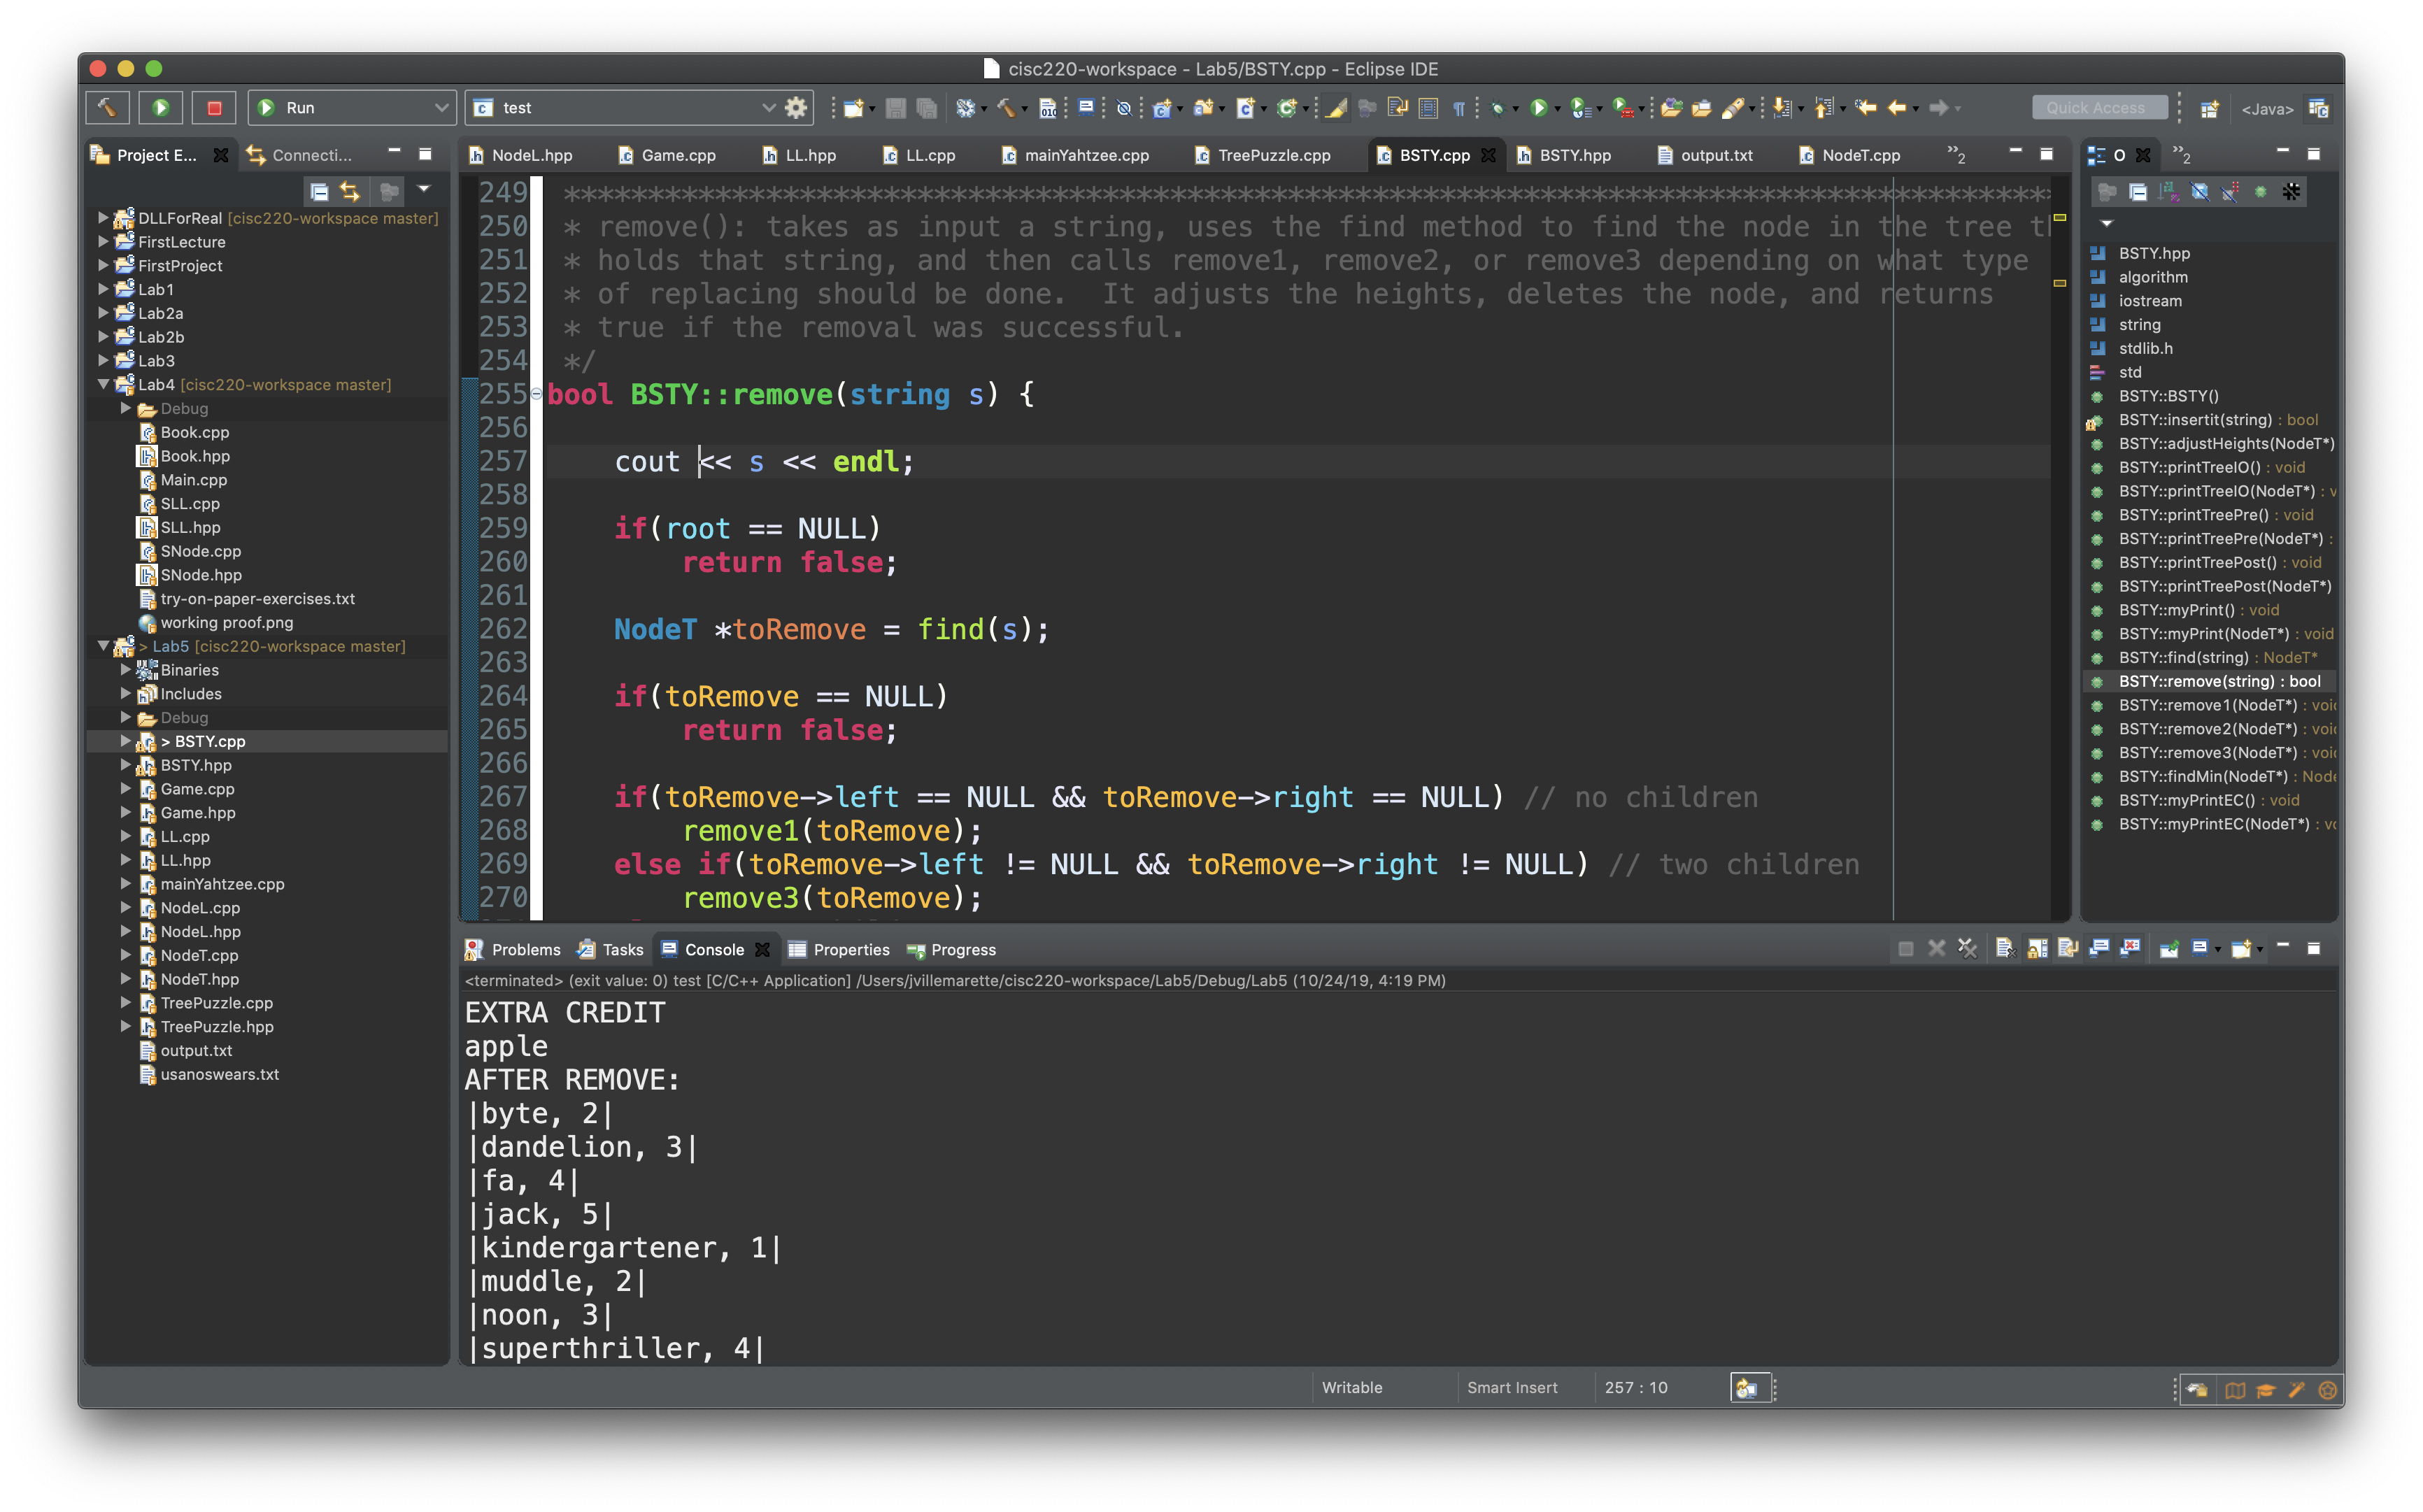 cisc220-workspace - Lab5/BSTY.cpp - Eclipse IDE
Run
test
Quick Access
<Java>
Project E...
Connecti...
NodeL.hpp
Game.cpp
LL.hpp
LL.cpp
mainYahtzee.cpp
TreePuzzle.cpp
BSTY.cpp
BSTY.hpp
output.txt
NodeT.cpp
»2
O
»2
DLLForReal [cisc220-workspace master]
FirstLecture
FirstProject
Lab1
Lab2a
Lab2b
Lab3
Lab4 [cisc220-workspace master]
Debug
Book.cpp
Book.hpp
Main.cpp
SLL.cpp
SLL.hpp
SNode.cpp
SNode.hpp
try-on-paper-exercises.txt
working proof.png
> Lab5 [cisc220-workspace master]
Binaries
Includes
Debug
> BSTY.cpp
BSTY.hpp
Game.cpp
Game.hpp
LL.cpp
LL.hpp
mainYahtzee.cpp
NodeL.cpp
NodeL.hpp
NodeT.cpp
NodeT.hpp
TreePuzzle.cpp
TreePuzzle.hpp
output.txt
usanoswears.txt
249 ****************************************************************************************
250 * remove(): takes as input a string, uses the find method to find the node in the tree th
251 * holds that string, and then calls remove1, remove2, or remove3 depending on what type
252 * of replacing should be done.  It adjusts the heights, deletes the node, and returns
253 * true if the removal was successful.
254 */
255 bool BSTY::remove(string s) {
256
257 cout << s << endl;
258
259 if(root == NULL)
260 return false;
261
262 NodeT *toRemove = find(s);
263
264 if(toRemove == NULL)
265 return false;
266
267 if(toRemove->left == NULL && toRemove->right == NULL) // no children
268 remove1(toRemove);
269 else if(toRemove->left != NULL && toRemove->right != NULL) // two children
270 remove3(toRemove);
BSTY.hpp
algorithm
iostream
string
stdlib.h
std
BSTY::BSTY()
BSTY::insertit(string) : bool
BSTY::adjustHeights(NodeT*)
BSTY::printTreeIO() : void
BSTY::printTreeIO(NodeT*) : v
BSTY::printTreePre() : void
BSTY::printTreePre(NodeT*) :
BSTY::printTreePost() : void
BSTY::printTreePost(NodeT*)
BSTY::myPrint() : void
BSTY::myPrint(NodeT*) : void
BSTY::find(string) : NodeT*
BSTY::remove(string) : bool
BSTY::remove1(NodeT*) : voi
BSTY::remove2(NodeT*) : voi
BSTY::remove3(NodeT*) : voi
BSTY::findMin(NodeT*) : Node
BSTY::myPrintEC() : void
BSTY::myPrintEC(NodeT*) : vo
Problems
Tasks
Console
Properties
Progress
<terminated> (exit value: 0) test [C/C++ Application] /Users/jvillemarette/cisc220-workspace/Lab5/Debug/Lab5 (10/24/19, 4:19 PM)
EXTRA CREDIT
apple
AFTER REMOVE:
|byte, 2|
|dandelion, 3|
|fa, 4|
|jack, 5|
|kindergartener, 1|
|muddle, 2|
|noon, 3|
|superthriller, 4|
Writable
Smart Insert
257 : 10